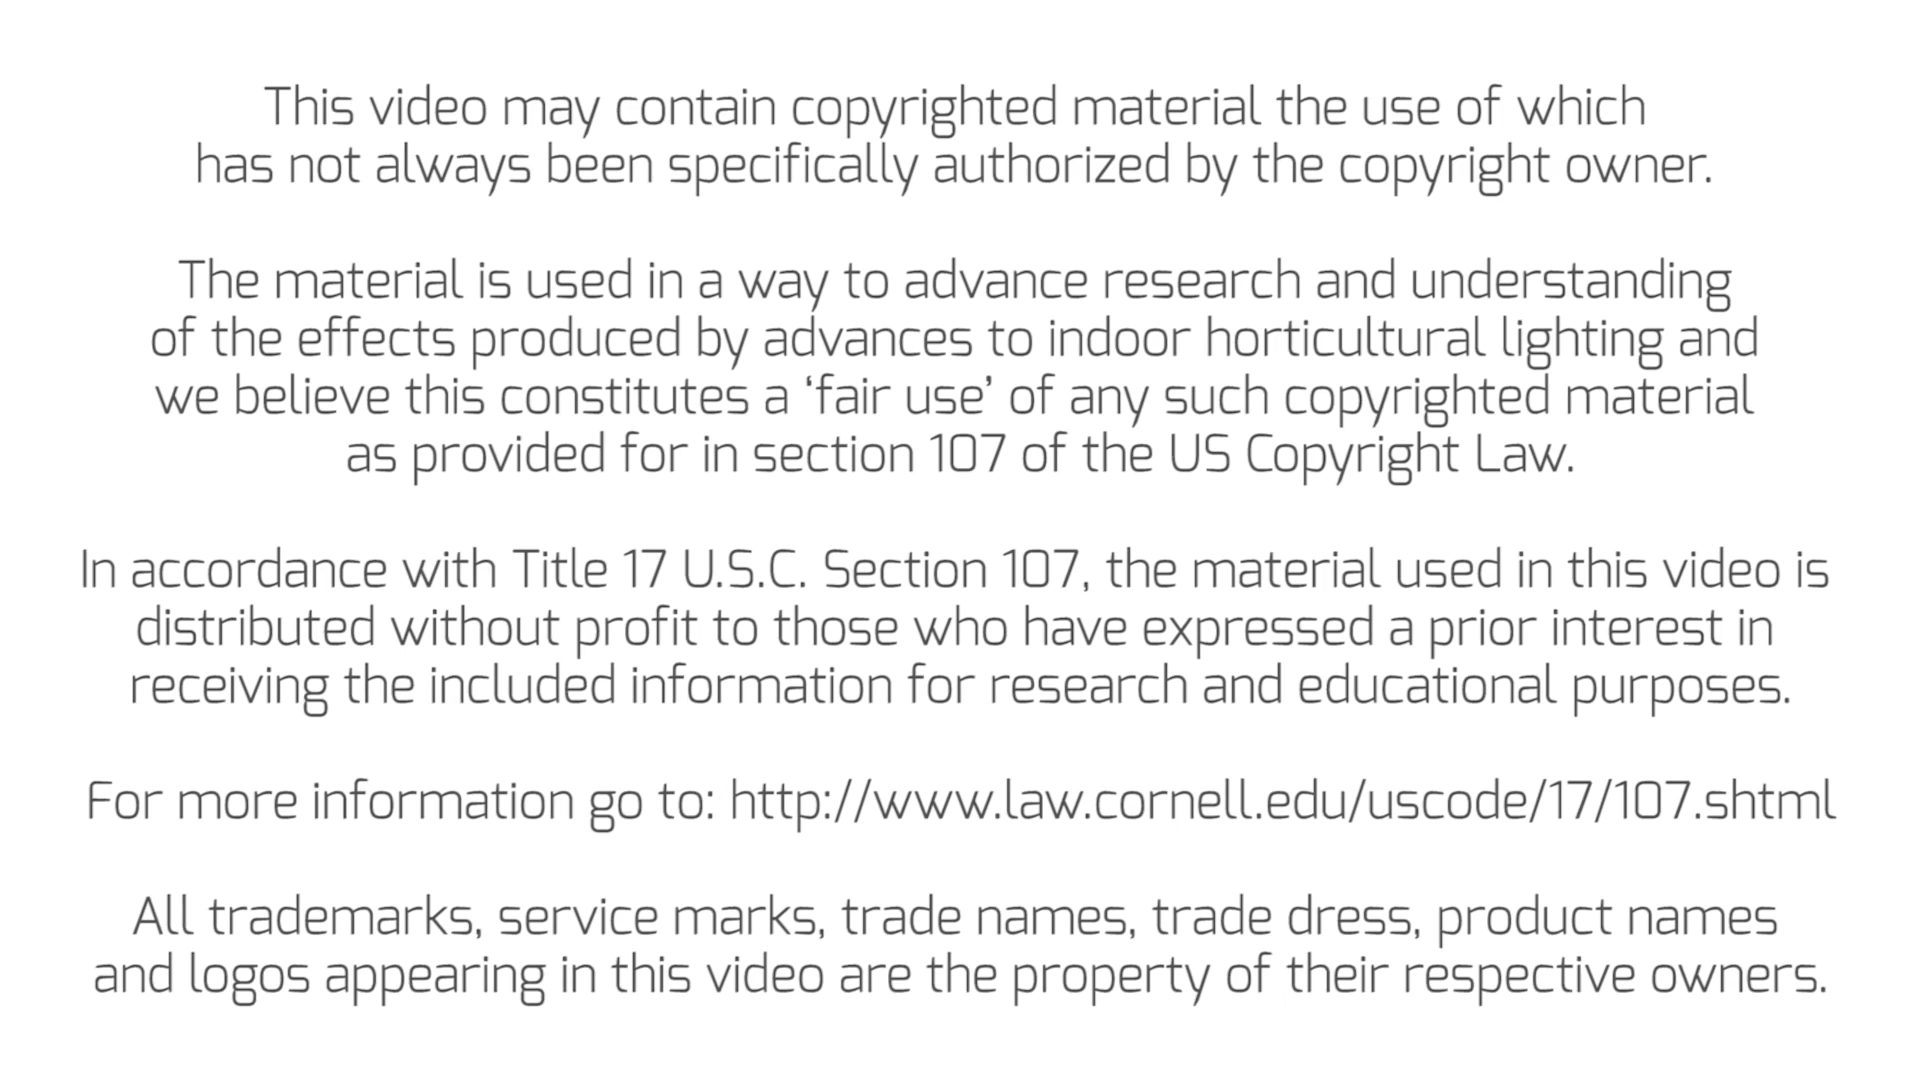 This video may contain copyrighted material the use of which
has not always been specifically authorized by the copyright owner.
The material is used in a way to advance research and understanding
of the effects produced by advances to indoor horticultural lighting and
we believe this constitutes a ‘fair use’ of any such copyrighted material
as provided for in section 107 of the US Copyright Law.
In accordance with Title 17 U.S.C. Section 107, the material used in this video is
distributed without profit to those who have expressed a prior interest in
receiving the included information for research and educational purposes.
For more information go to: http://www.law.cornell.edu/uscode/17/107.shtml
All trademarks, service marks, trade names, trade dress, product names
and logos appearing in this video are the property of their respective owners.